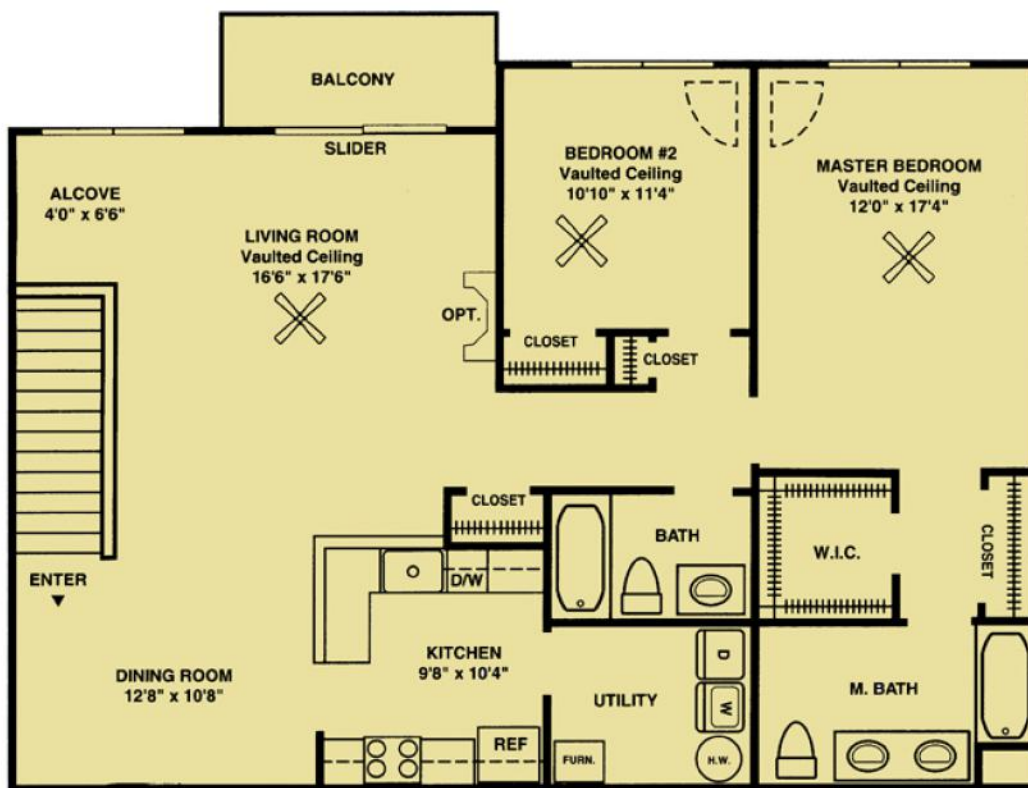 BALCONY
SLIDER
ALCOVE
4'0" x 6'6"
LIVING ROOM
Vaulted Ceiling
16'6" x 17'6"
OPT.
BEDROOM #2
Vaulted Ceiling
10'10" x 11'4"
MASTER BEDROOM
Vaulted Ceiling
12'0" x 17'4"
CLOSET
CLOSET
CLOSET
BATH
W.I.C.
CLOSET
ENTER
D/W
DINING ROOM
12'8" x 10'8"
KITCHEN
9'8" x 10'4"
REF
UTILITY
D
W
FURN.
H.W.
M. BATH